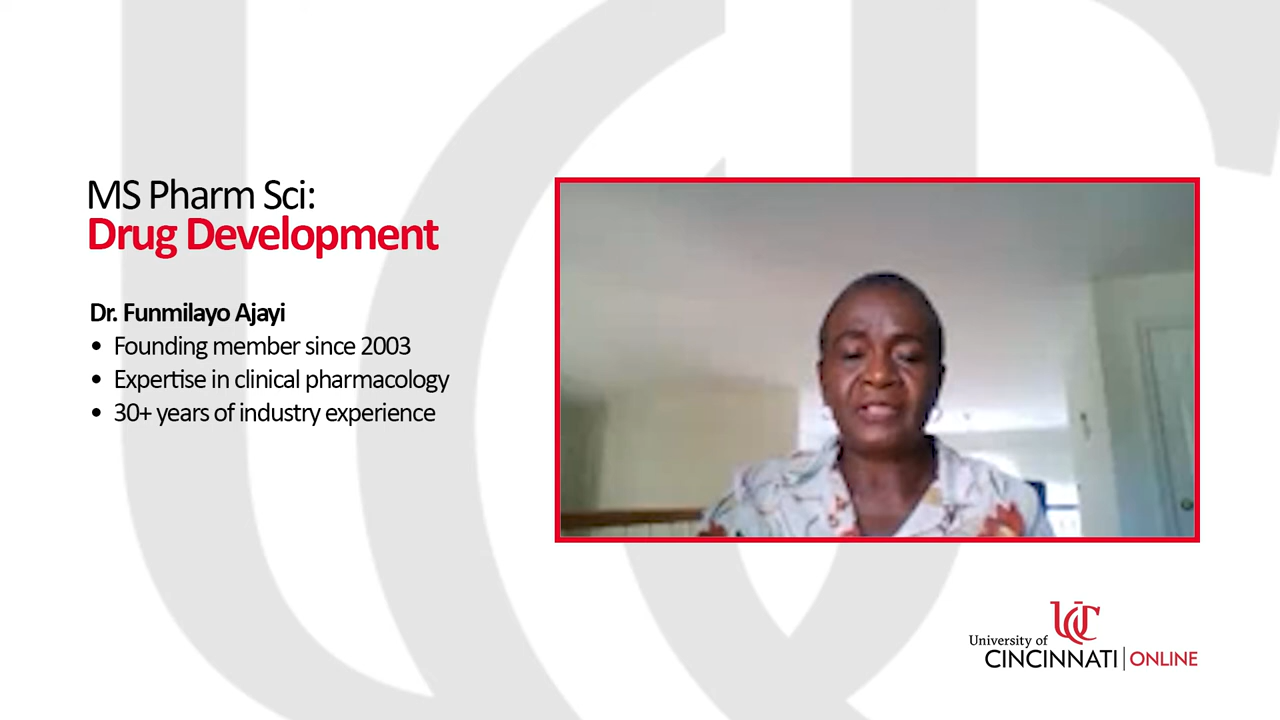 MS Pharm Sci:
Drug Development
Dr. Funmilayo Ajayi
• Founding member since 2003
• Expertise in clinical pharmacology
• 30+ years of industry experience
UC
University of
CINCINNATI | ONLINE